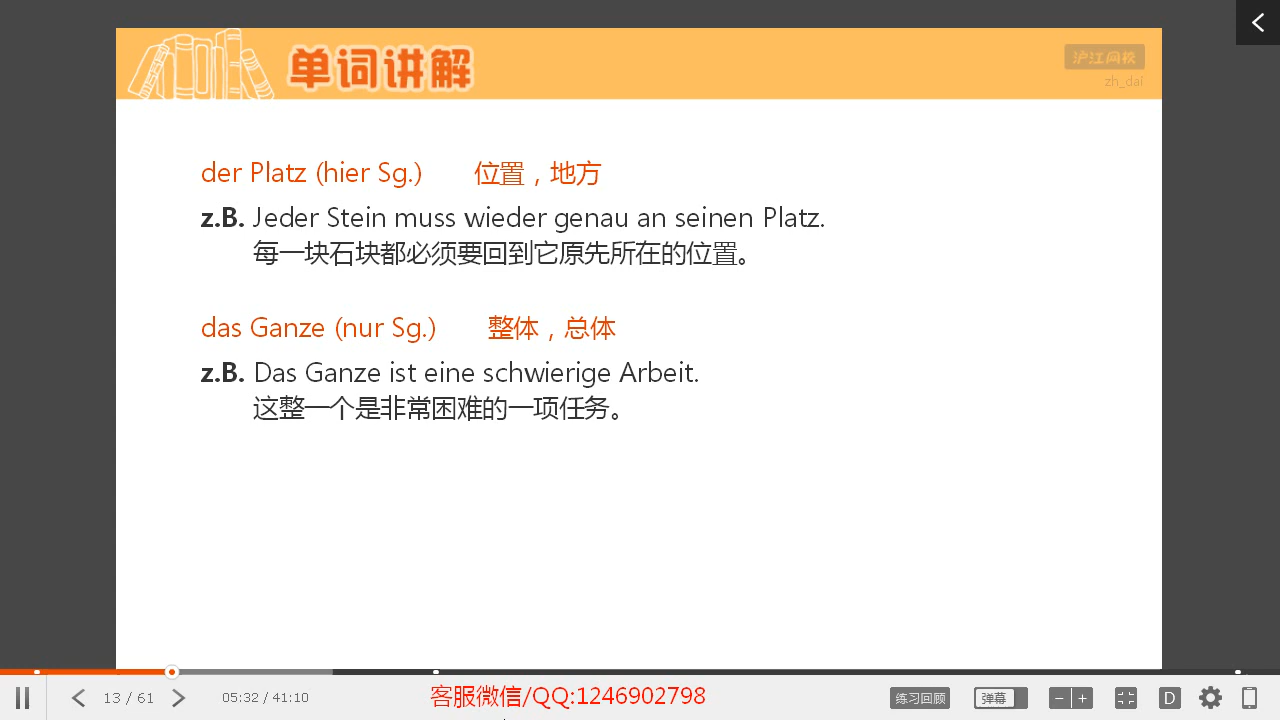 单词讲解
沪江网校
zh_dai
der Platz (hier Sg.) 位置，地方
z.B. Jeder Stein muss wieder genau an seinen Platz.
每一块石块都必须要回到它原先所在的位置。
das Ganze (nur Sg.) 整体，总体
z.B. Das Ganze ist eine schwierige Arbeit.
这整一个是非常困难的一项任务。
13 / 61 05:32 / 41:10 客服微信/QQ:1246902798 练习回顾 弹幕 D